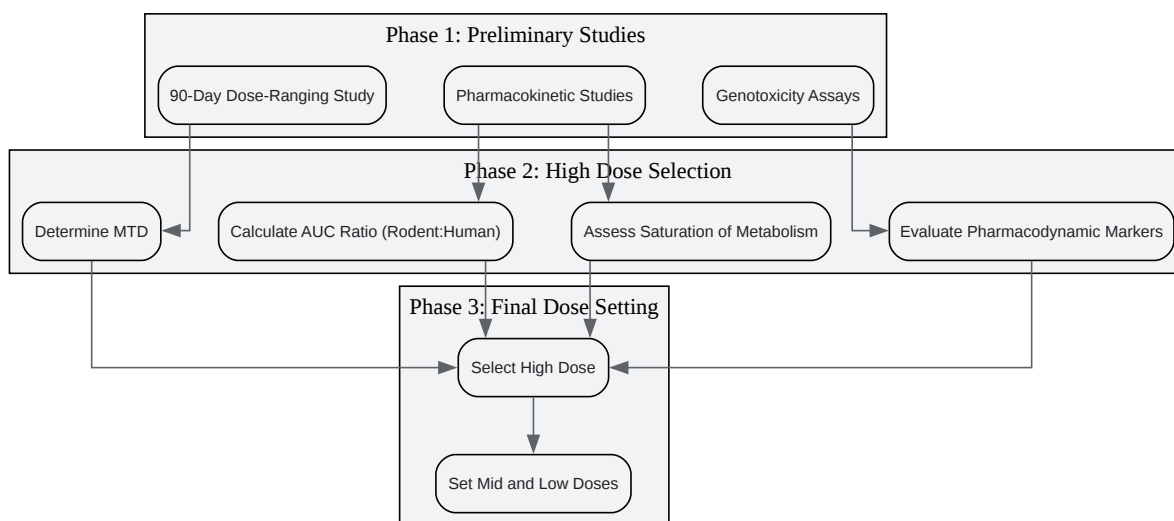 Phase 1: Preliminary Studies
90-Day Dose-Ranging Study
Pharmacokinetic Studies
Genotoxicity Assays
Phase 2: High Dose Selection
Determine MTD
Calculate AUC Ratio (Rodent:Human)
Assess Saturation of Metabolism
Evaluate Pharmacodynamic Markers
Phase 3: Final Dose Setting
Select High Dose
Set Mid and Low Doses